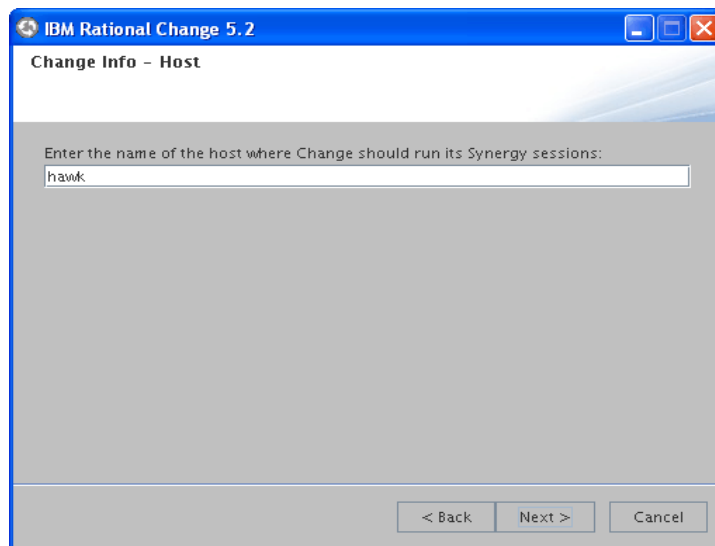 IBM Rational Change 5.2
Change Info - Host
Enter the name of the host where Change should run its Synergy sessions:
hawk
< Back
Next >
Cancel